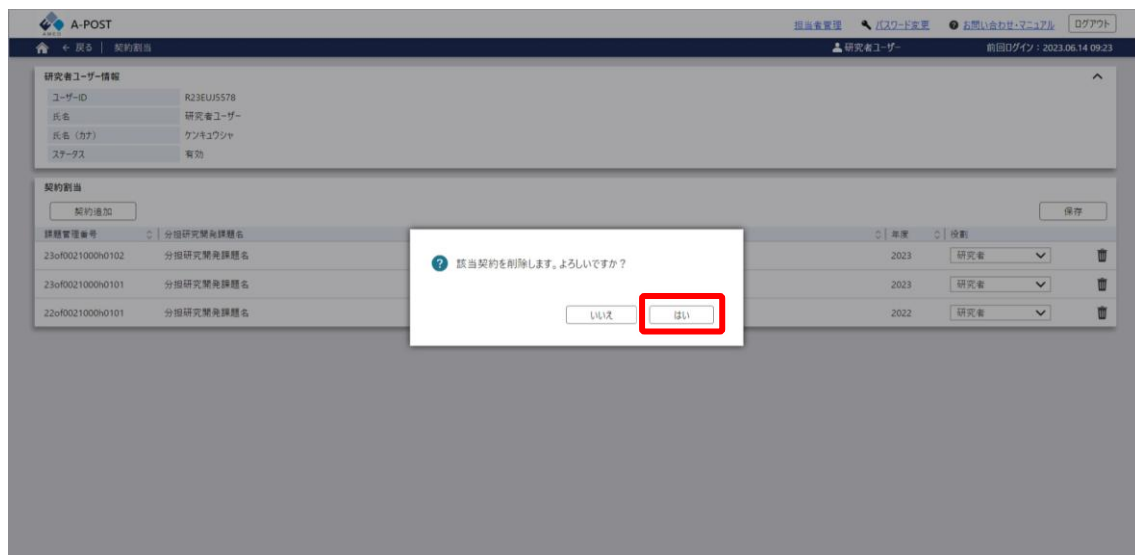 A-POST 担当者管理 パスワード変更 お問い合わせ・マニュアル ログアウト
AMED
← 戻る 契約割当 研究者ユーザー 前回ログイン：2023.06.14 09:23
研究者ユーザー情報
ユーザーID R23EUJ5578
氏名 研究者ユーザー
氏名（カナ） ケンキュウシャ
ステータス 有効
契約割当
契約追加 保存
課題管理番号 分担研究開発課題名 年度 役割
23of0021000h0102 分担研究開発課題名 2023 研究者
23of0021000h0101 分担研究開発課題名 2023 研究者
22of0021000h0101 分担研究開発課題名 2022 研究者
該当契約を削除します。よろしいですか？
いいえ はい